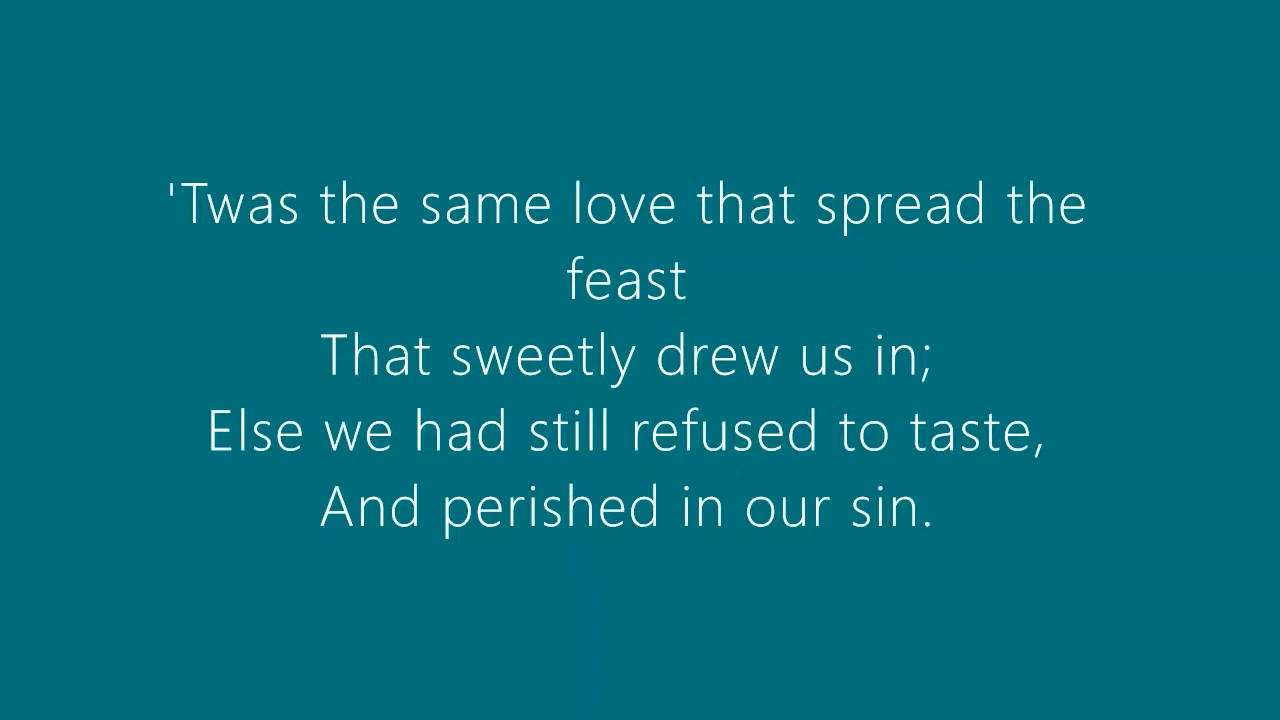 'Twas the same love that spread the
feast
That sweetly drew us in;
Else we had still refused to taste,
And perished in our sin.